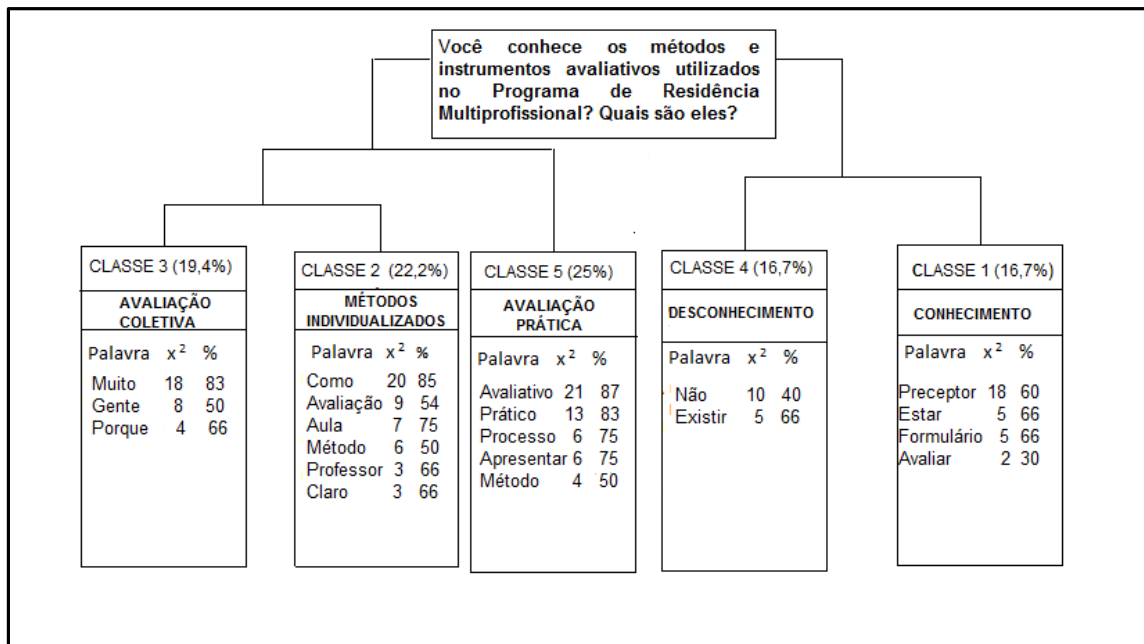 Você conhece os métodos e
instrumentos avaliativos utilizados
no Programa de Residência
Multiprofissional? Quais são eles?
CLASSE 3 (19,4%)
AVALIAÇÃO
COLETIVA
Palavra x² %
Muito 18 83
Gente 8 50
Porque 4 66
CLASSE 2 (22,2%)
MÉTODOS
INDIVIDUALIZADOS
Palavra x² %
Como 20 85
Avaliação 9 54
Aula 7 75
Método 6 50
Professor 3 66
Claro 3 66
CLASSE 5 (25%)
AVALIAÇÃO
PRÁTICA
Palavra x² %
Avaliativo 21 87
Prático 13 83
Processo 6 75
Apresentar 6 75
Método 4 50
CLASSE 4 (16,7%)
DESCONHECIMENTO
Palavra x² %
Não 10 40
Existir 5 66
CLASSE 1 (16,7%)
CONHECIMENTO
Palavra x² %
Preceptor 18 60
Estar 5 66
Formulário 5 66
Avaliar 2 30